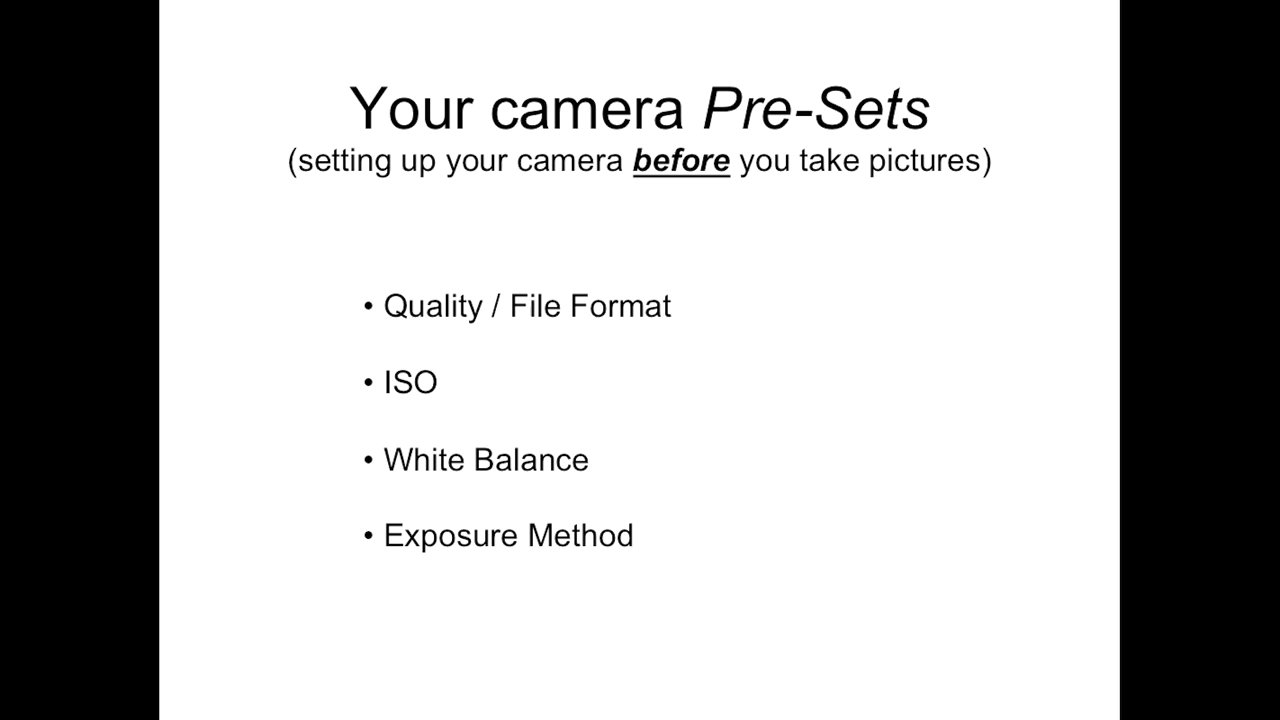 Your camera Pre-Sets
(setting up your camera before you take pictures)
• Quality / File Format
• ISO
• White Balance
• Exposure Method